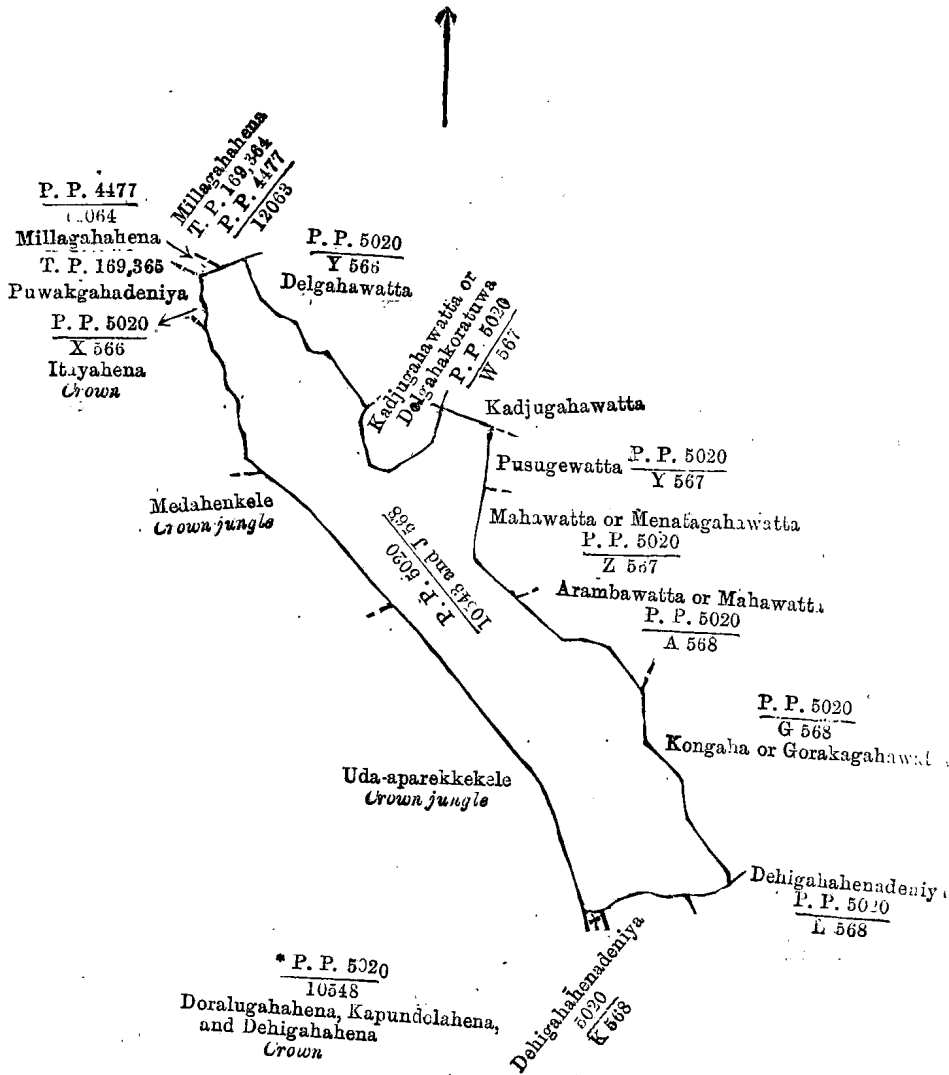 Millagahahena
T. P. 169,364
P. P. 4477
12063
P. P. 4477
Millagahahena
T. P. 169,365
Puwakgahadeniya
P. P. 5020
X 566
Crown
P. P. 5020
Y 566
Delgahawatta
Kadjugahawatta or
Delgahakoratuwa
P. P. 5020
W 567
Kadjugahawatta
Pusugewatta P. P. 5020
Y 567
Medahenkele
Crown jungle
Mahawatta or Menatagahawatta
P. P. 5020
Z 567
P. P. 5020
and J 568
Arambawatta or Mahawatta
P. P. 5020
A 568
P. P. 5020
G 568
Kongaha or
Uda-aparekkekele
Crown jungle
P. P. 5020
L 568
Dehigahahenadeniya
5020
K 568
* P. P. 5020
10548
Doralugahahena, Kapundolahena,
and Dehigahahena
Crown